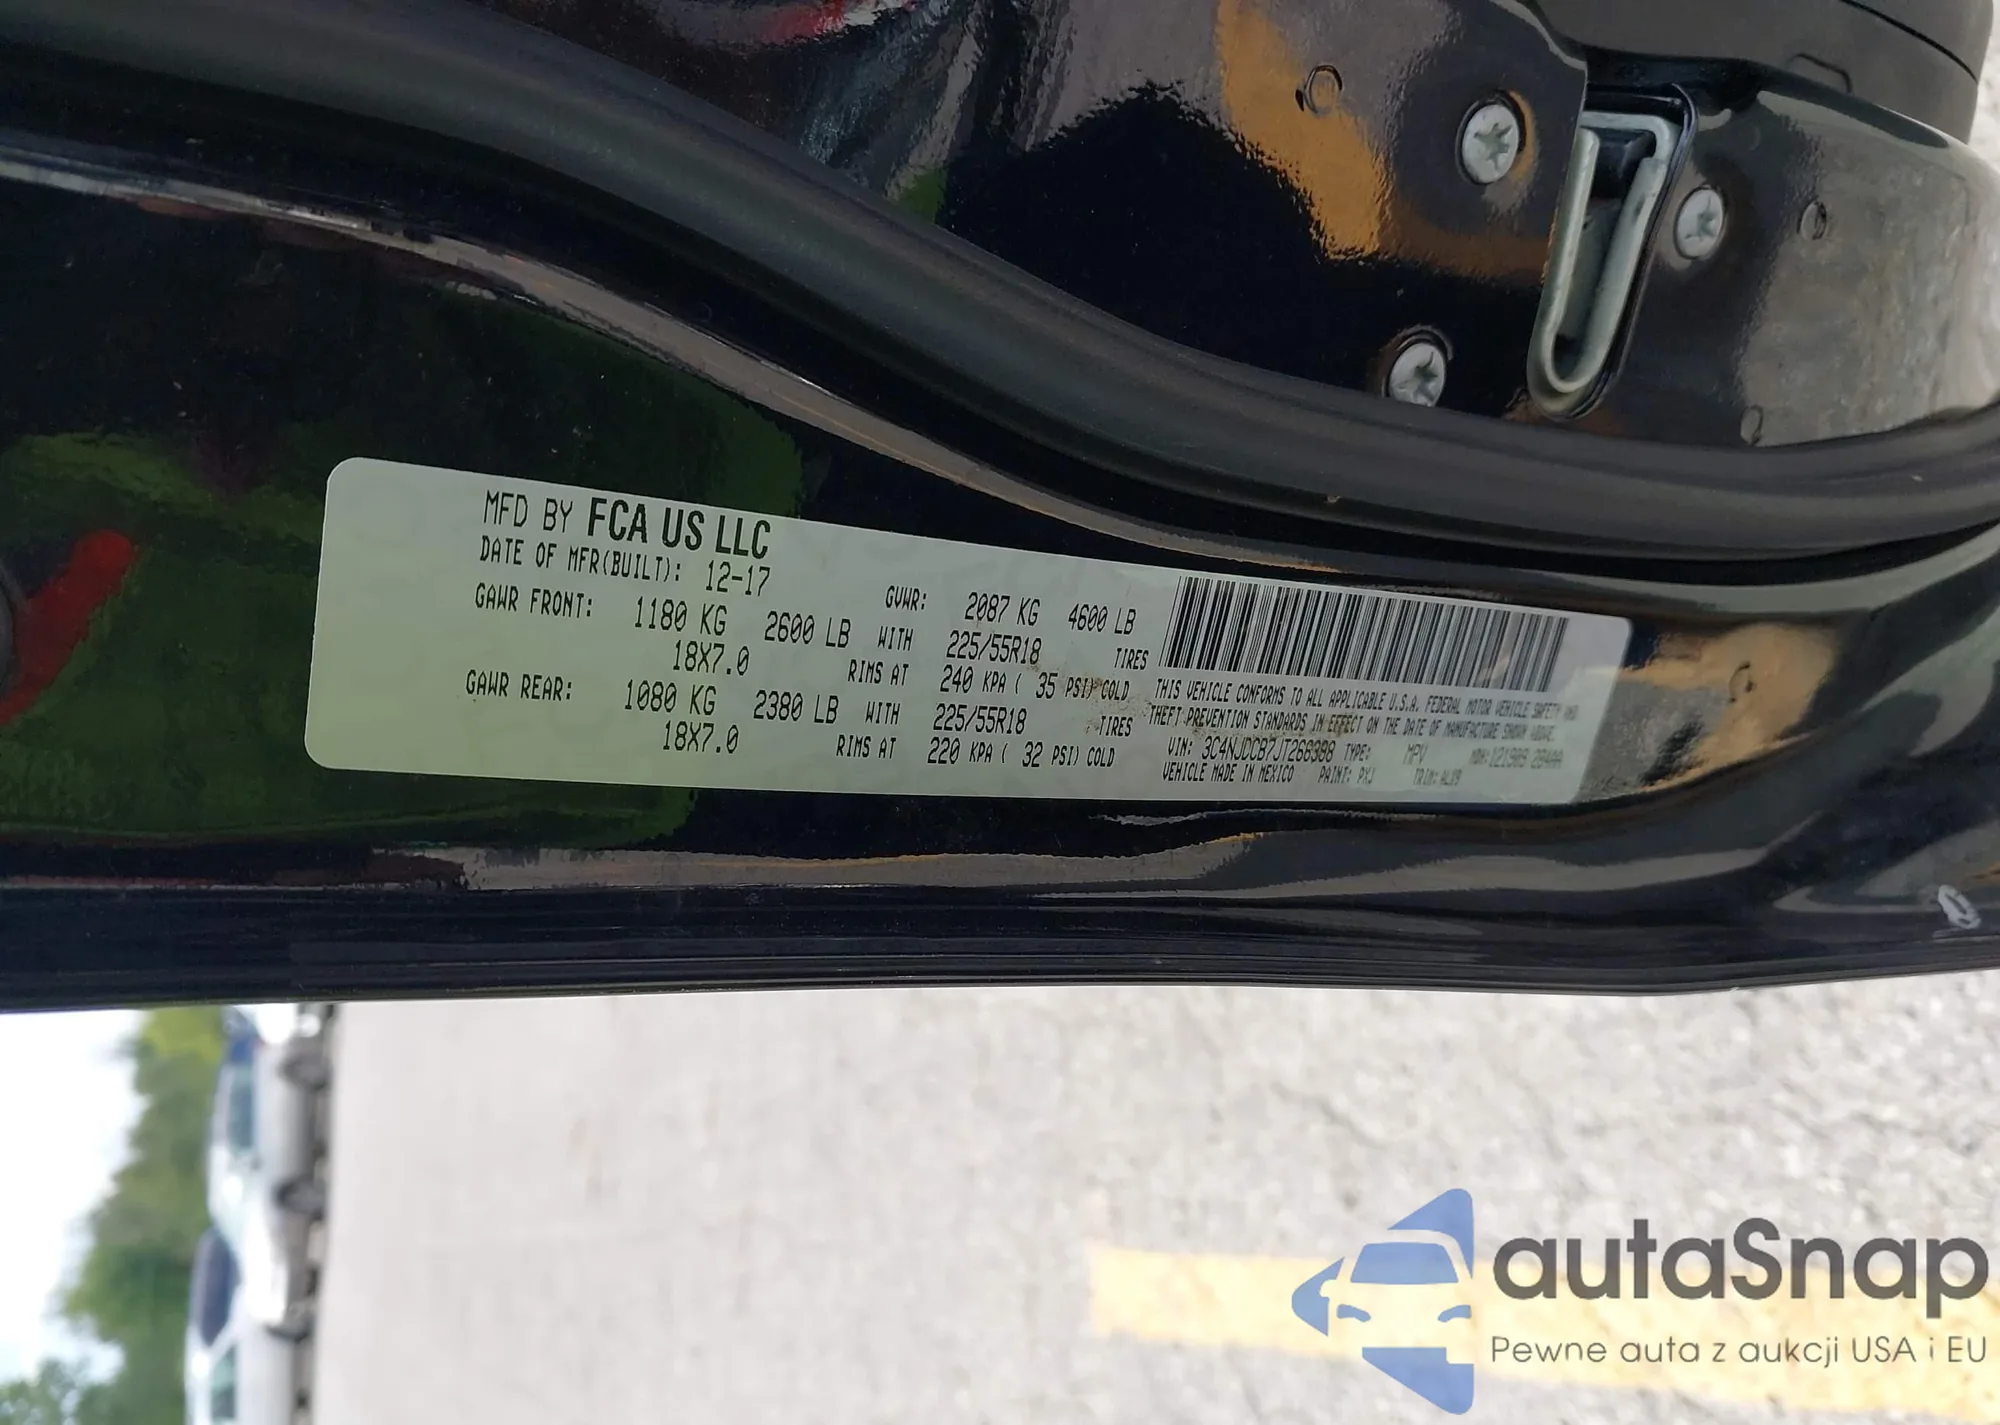 MFD BY FCA US LLC
DATE OF MFR(BUILT): 12-17 GVWR: 2087 KG 4600 LB
GAWR FRONT: 1180 KG 2600 LB WITH 225/55R18 TIRES
18X7.0 RIMS AT 240 KPA ( 35 PSI) COLD
GAWR REAR: 1080 KG 2380 LB WITH 225/55R18 TIRES
18X7.0 RIMS AT 220 KPA ( 32 PSI) COLD
THIS VEHICLE CONFORMS TO ALL APPLICABLE U.S.A. FEDERAL MOTOR VEHICLE SAFETY AND
THEFT PREVENTION STANDARDS IN EFFECT ON THE DATE OF MANUFACTURE SHOWN ABOVE.
VIN: TYPE: MPV MDH:
VEHICLE MADE IN MEXICO PAINT: PXJ TRIM:
autaSnap
Pewne auta z aukcji USA i EU